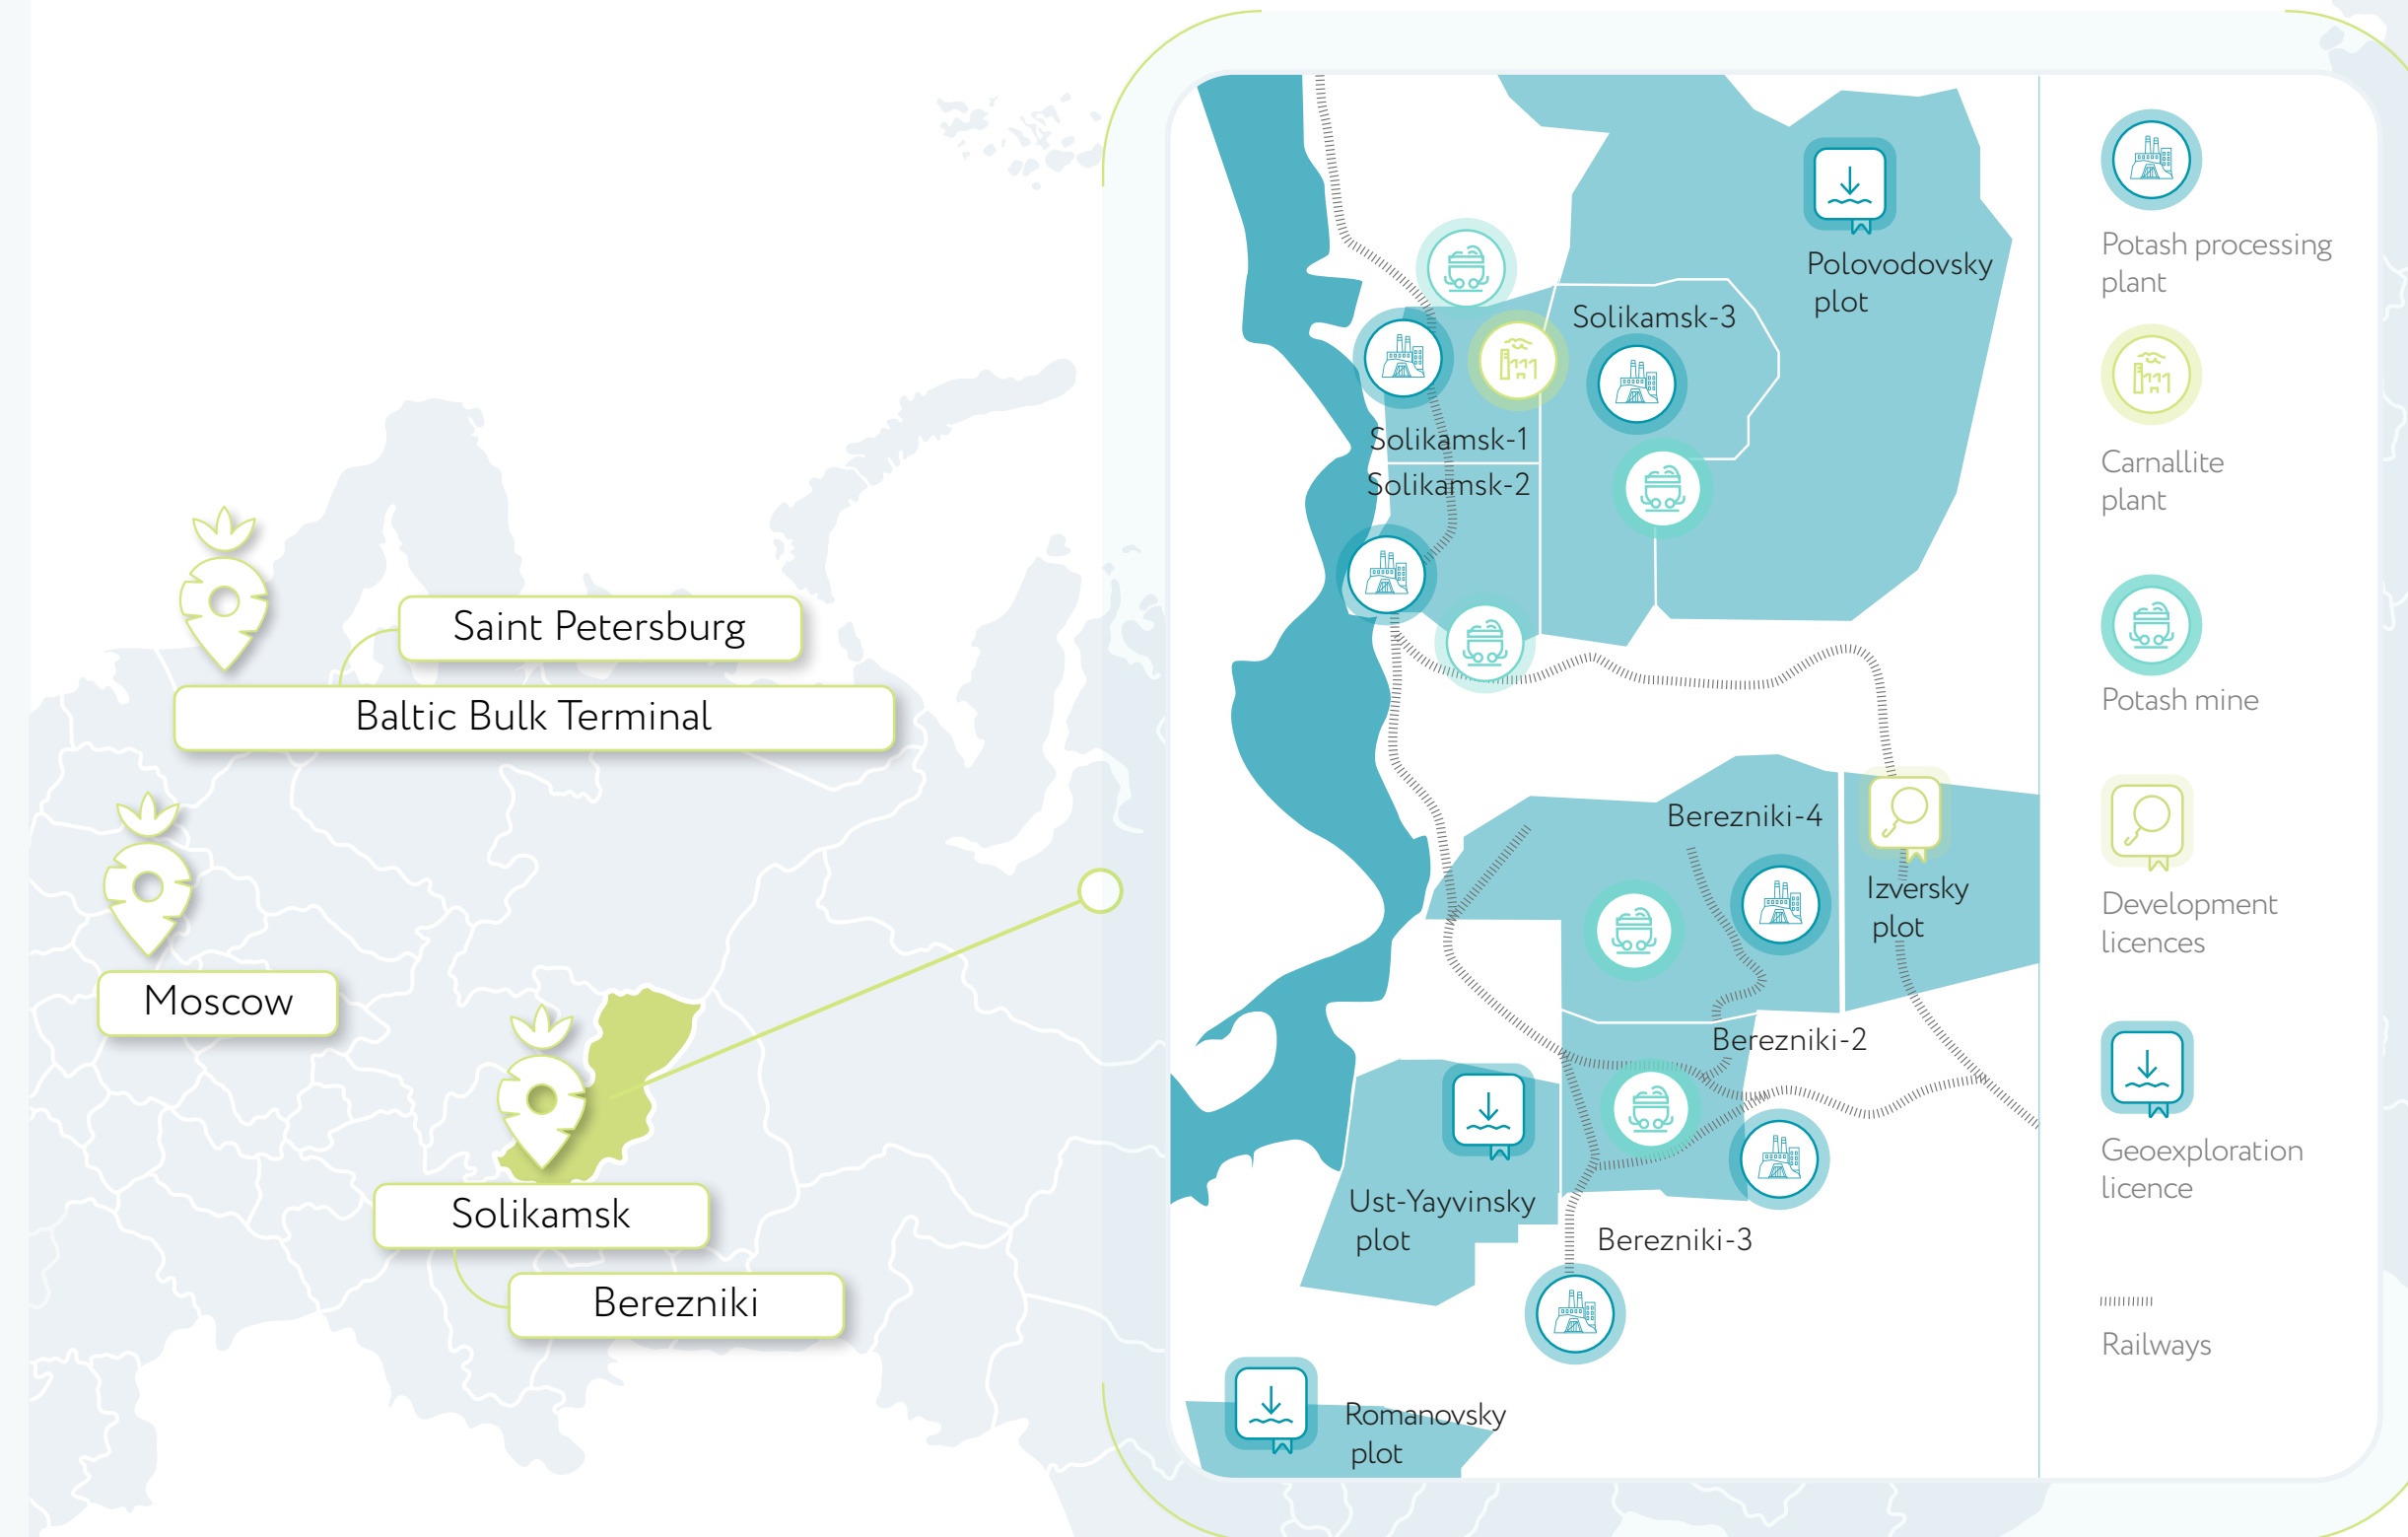 Saint Petersburg
Baltic Bulk Terminal
Moscow
Solikamsk
Berezniki
Polovodovsky
plot
Solikamsk-3
Solikamsk-1
Solikamsk-2
Berezniki-4
Izversky
plot
Berezniki-2
Ust-Yayvinsky
plot
Berezniki-3
Romanovsky
plot
Potash processing
plant
Carnallite
plant
Potash mine
Development
licences
Geoexploration
licence
Railways